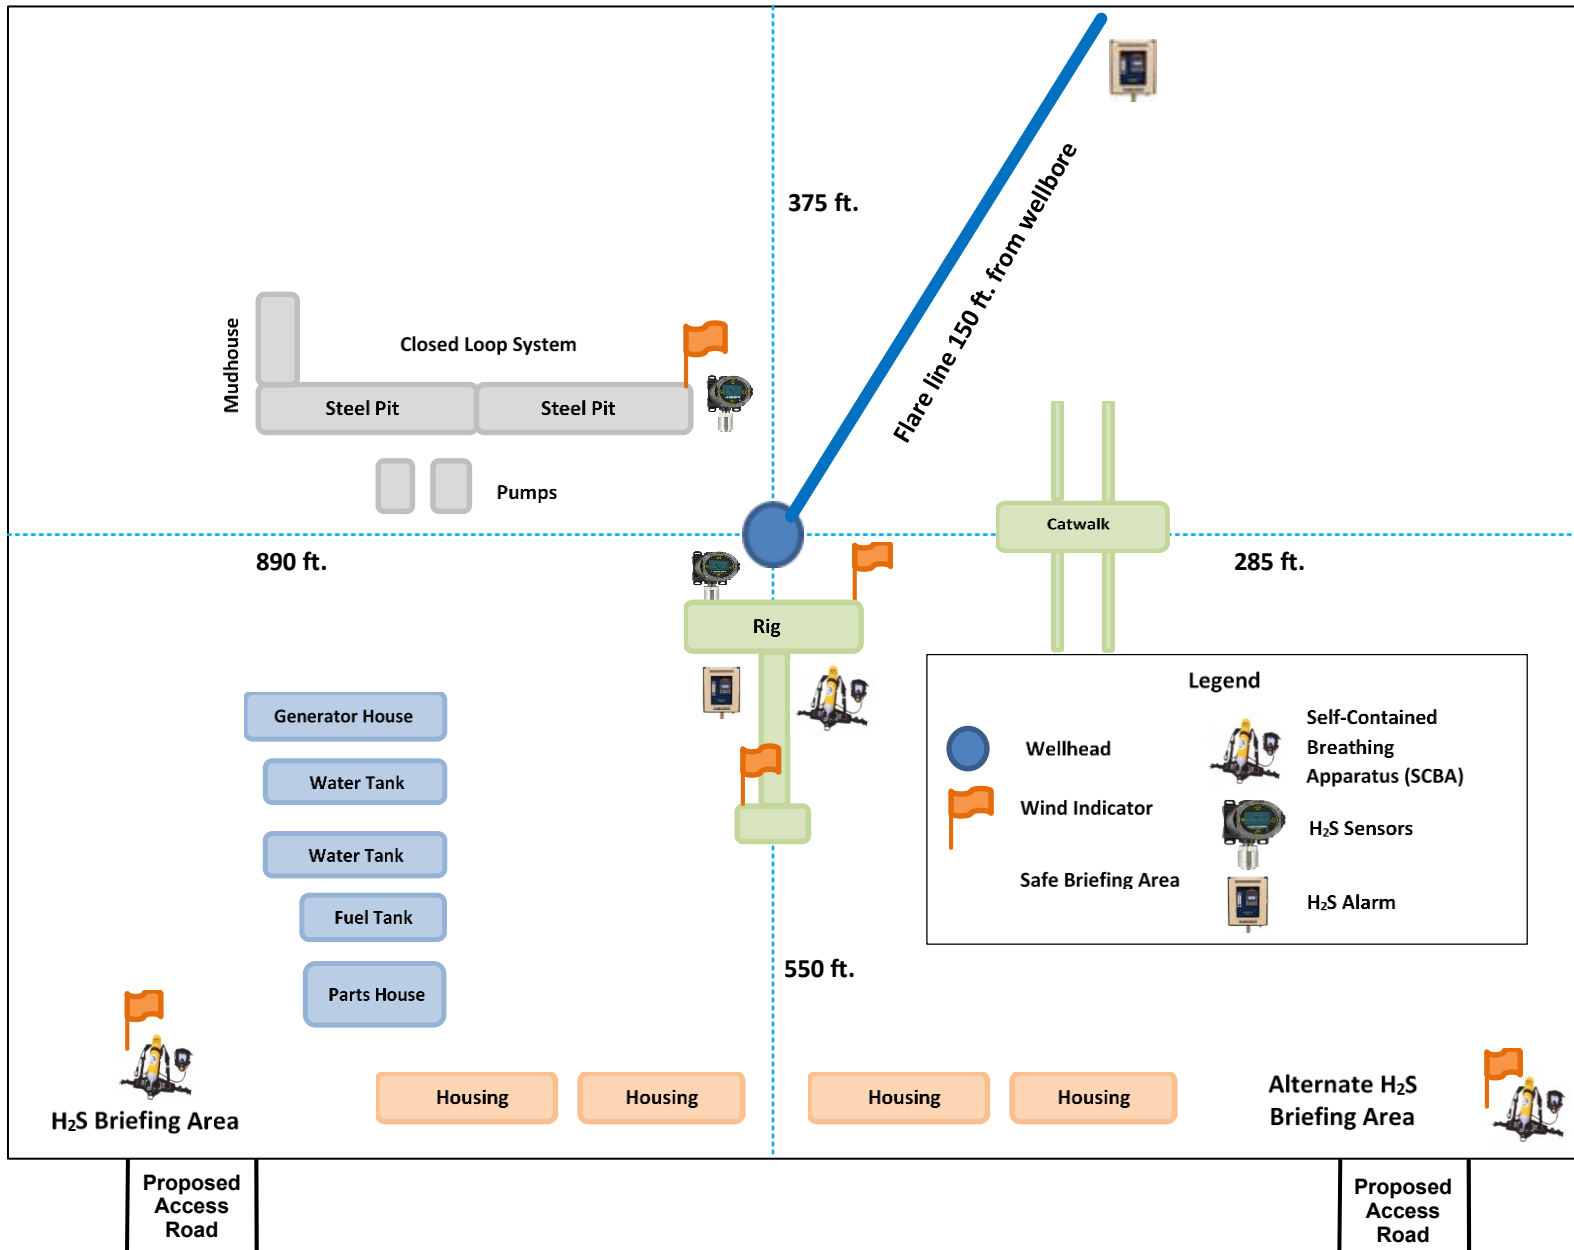 375 ft.
Flare line 150 ft. from wellbore
Mudhouse
Closed Loop System
Steel Pit
Steel Pit
Pumps
Catwalk
890 ft.
285 ft.
Rig
Legend
Wellhead
Wind Indicator
Safe Briefing Area
Self-Contained
Breathing
Apparatus (SCBA)
H₂S Sensors
H₂S Alarm
Generator House
Water Tank
Water Tank
Fuel Tank
Parts House
550 ft.
H₂S Briefing Area
Housing
Housing
Housing
Housing
Alternate H₂S
Briefing Area
Proposed
Access
Road
Proposed
Access
Road